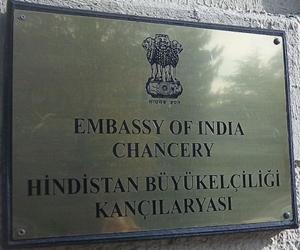 EMBASSY OF INDIA
CHANCERY
HİNDİSTAN BÜYÜKELÇİLİĞİ
KANÇILARYASI